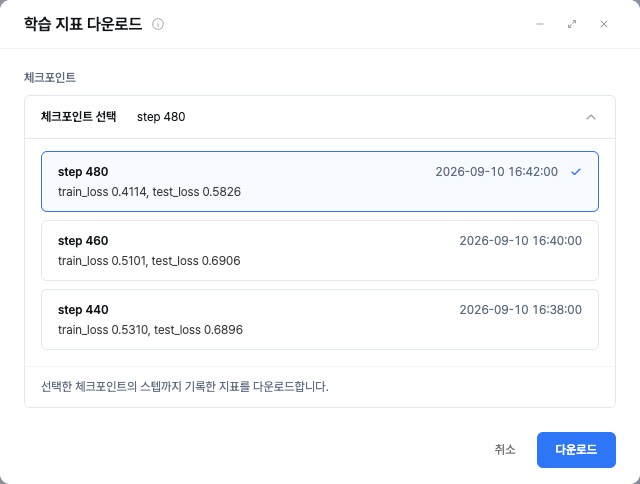 학습 지표 다운로드
체크포인트
체크포인트 선택 step 480
step 480 2026-09-10 16:42:00
train_loss 0.4114, test_loss 0.5826
step 460 2026-09-10 16:40:00
train_loss 0.5101, test_loss 0.6906
step 440 2026-09-10 16:38:00
train_loss 0.5310, test_loss 0.6896
선택한 체크포인트의 스텝까지 기록한 지표를 다운로드합니다.
취소 다운로드